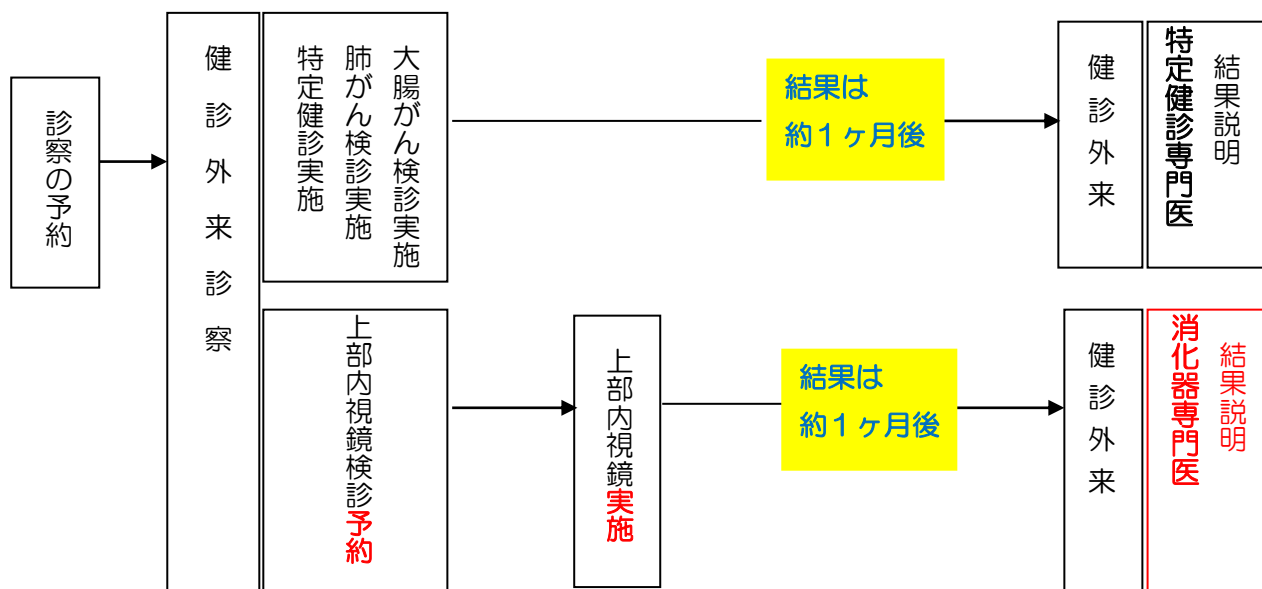 診察の予約
健診外来診察
大腸がん検診実施
肺がん検診実施
特定健診実施
結果は
約１ヶ月後
健診外来
結果説明
特定健診専門医
上部内視鏡検診予約
上部内視鏡実施
結果は
約１ヶ月後
健診外来
結果説明
消化器専門医